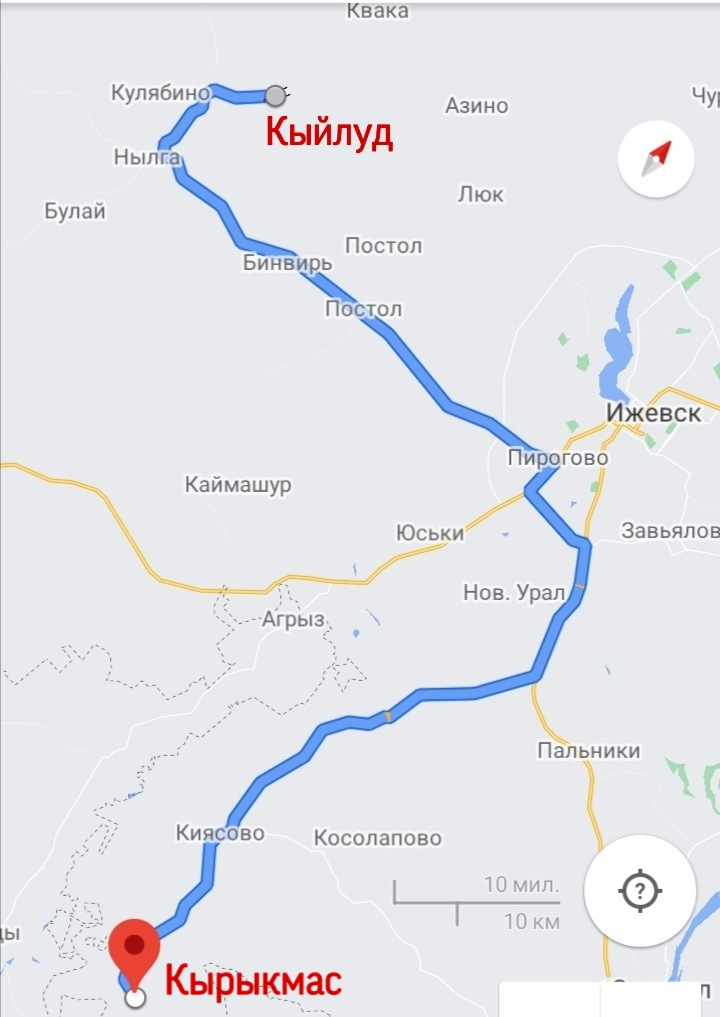 Квака
Кулябино
Азино
Кыйлуд
Нылга
Люк
Булай
Постол
Бинвирь
Постол
Ижевск
Пирогово
Каймашур
Юськи
Завьялов
Нов. Урал
Агрыз
Пальники
Киясово
Косолапово
10 мил.
10 км
?
Кырыкмас